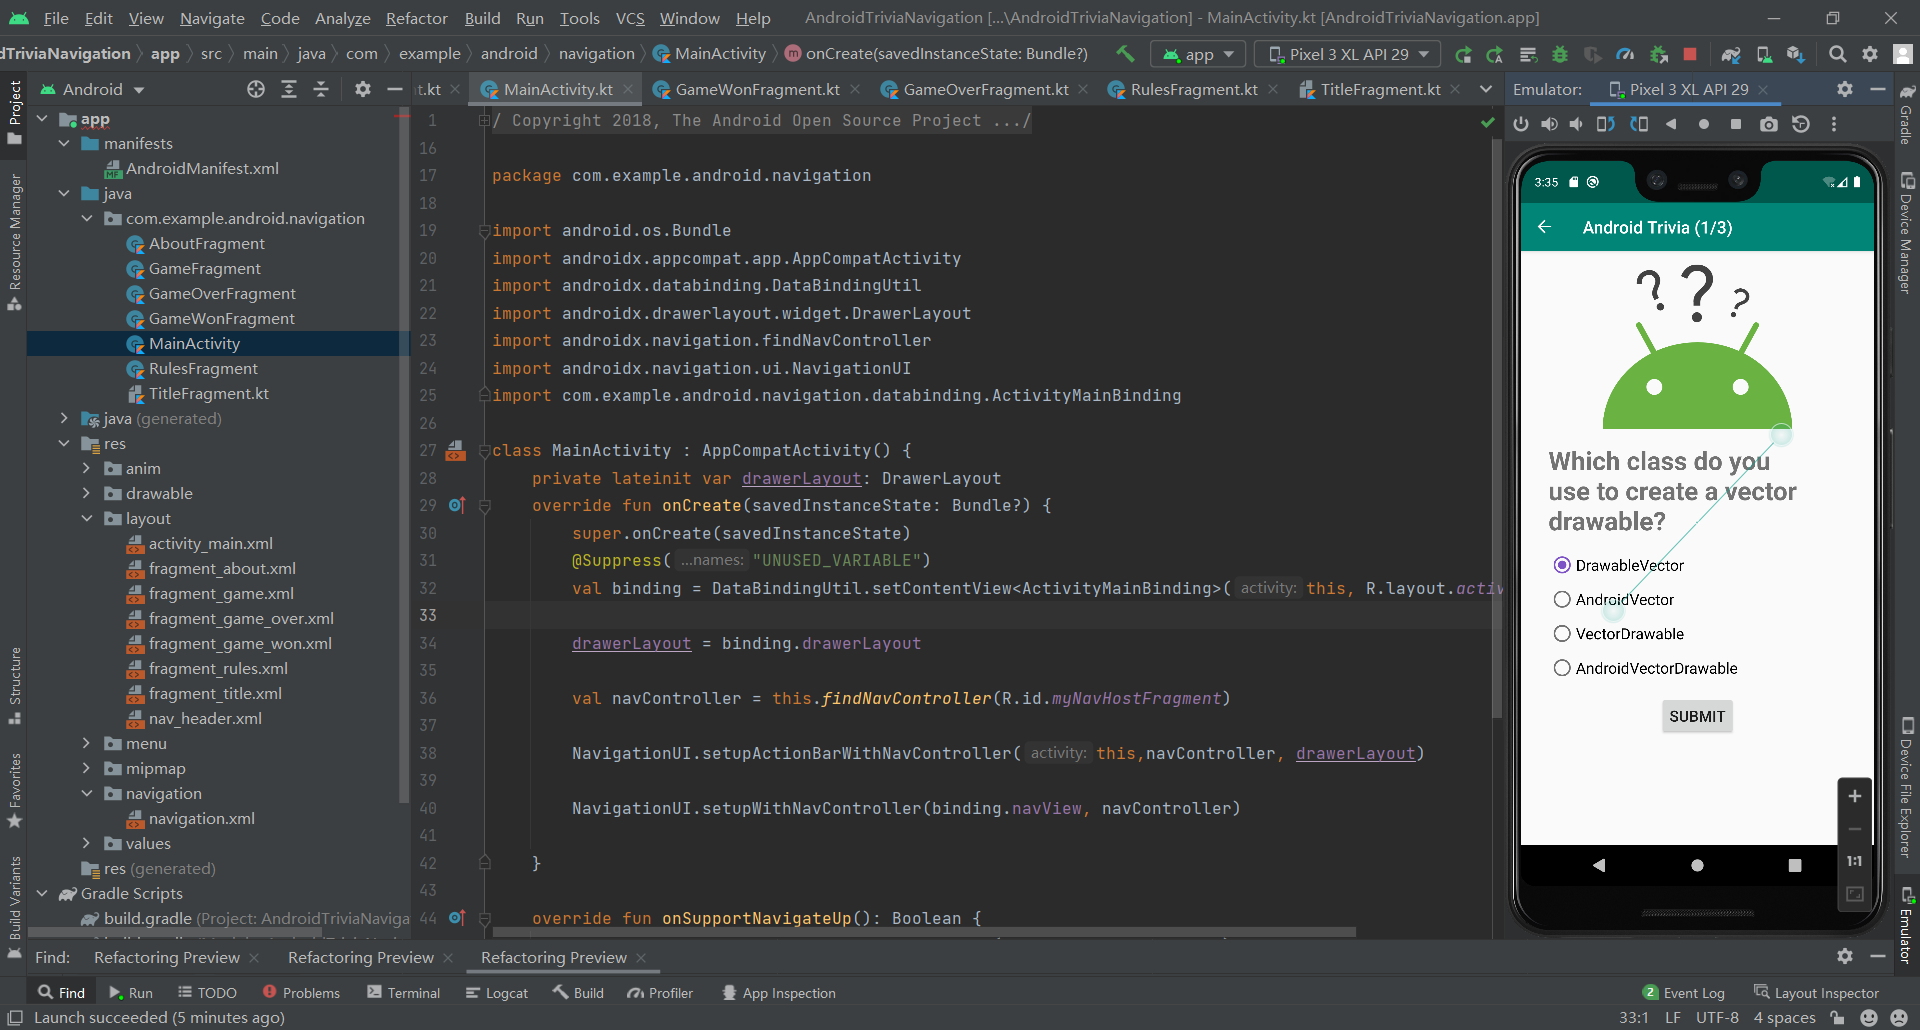 File Edit View Navigate Code Analyze Refactor Build Run Tools VCS Window Help AndroidTriviaNavigation [...\AndroidTriviaNavigation] - MainActivity.kt [AndroidTriviaNavigation.app]
dTriviaNavigation app src main java com example android navigation MainActivity onCreate(savedInstanceState: Bundle?) app Pixel 3 XL API 29
Android t.kt MainActivity.kt GameWonFragment.kt GameOverFragment.kt RulesFragment.kt TitleFragment.kt Emulator: Pixel 3 XL API 29
Project
Resource Manager
Structure
Favorites
Build Variants
app
manifests
AndroidManifest.xml
java
com.example.android.navigation
AboutFragment
GameFragment
GameOverFragment
GameWonFragment
MainActivity
RulesFragment
TitleFragment.kt
java (generated)
res
anim
drawable
layout
activity_main.xml
fragment_about.xml
fragment_game.xml
fragment_game_over.xml
fragment_game_won.xml
fragment_rules.xml
fragment_title.xml
nav_header.xml
menu
mipmap
navigation
navigation.xml
values
res (generated)
Gradle Scripts
build.gradle (Project: AndroidTriviaNaviga
1 / Copyright 2018, The Android Open Source Project .../
16
17 package com.example.android.navigation
18
19 import android.os.Bundle
20 import androidx.appcompat.app.AppCompatActivity
21 import androidx.databinding.DataBindingUtil
22 import androidx.drawerlayout.widget.DrawerLayout
23 import androidx.navigation.findNavController
24 import androidx.navigation.ui.NavigationUI
25 import com.example.android.navigation.databinding.ActivityMainBinding
26
27 class MainActivity : AppCompatActivity() {
28 private lateinit var drawerLayout: DrawerLayout
29 override fun onCreate(savedInstanceState: Bundle?) {
30 super.onCreate(savedInstanceState)
31 @Suppress( ...names: "UNUSED_VARIABLE")
32 val binding = DataBindingUtil.setContentView<ActivityMainBinding>( activity: this, R.layout.activ
33
34 drawerLayout = binding.drawerLayout
35
36 val navController = this.findNavController(R.id.myNavHostFragment)
37
38 NavigationUI.setupActionBarWithNavController( activity: this,navController, drawerLayout)
39
40 NavigationUI.setupWithNavController(binding.navView, navController)
41
42 }
43
44 override fun onSupportNavigateUp(): Boolean {
3:35
Android Trivia (1/3)
? ? ?
Which class do you
use to create a vector
drawable?
DrawableVector
AndroidVector
VectorDrawable
AndroidVectorDrawable
SUBMIT
1:1
Gradle
Device Manager
Device File Explorer
Emulator
Find: Refactoring Preview Refactoring Preview Refactoring Preview
Find Run TODO Problems Terminal Logcat Build Profiler App Inspection 2 Event Log Layout Inspector
Launch succeeded (5 minutes ago) 33:1 LF UTF-8 4 spaces